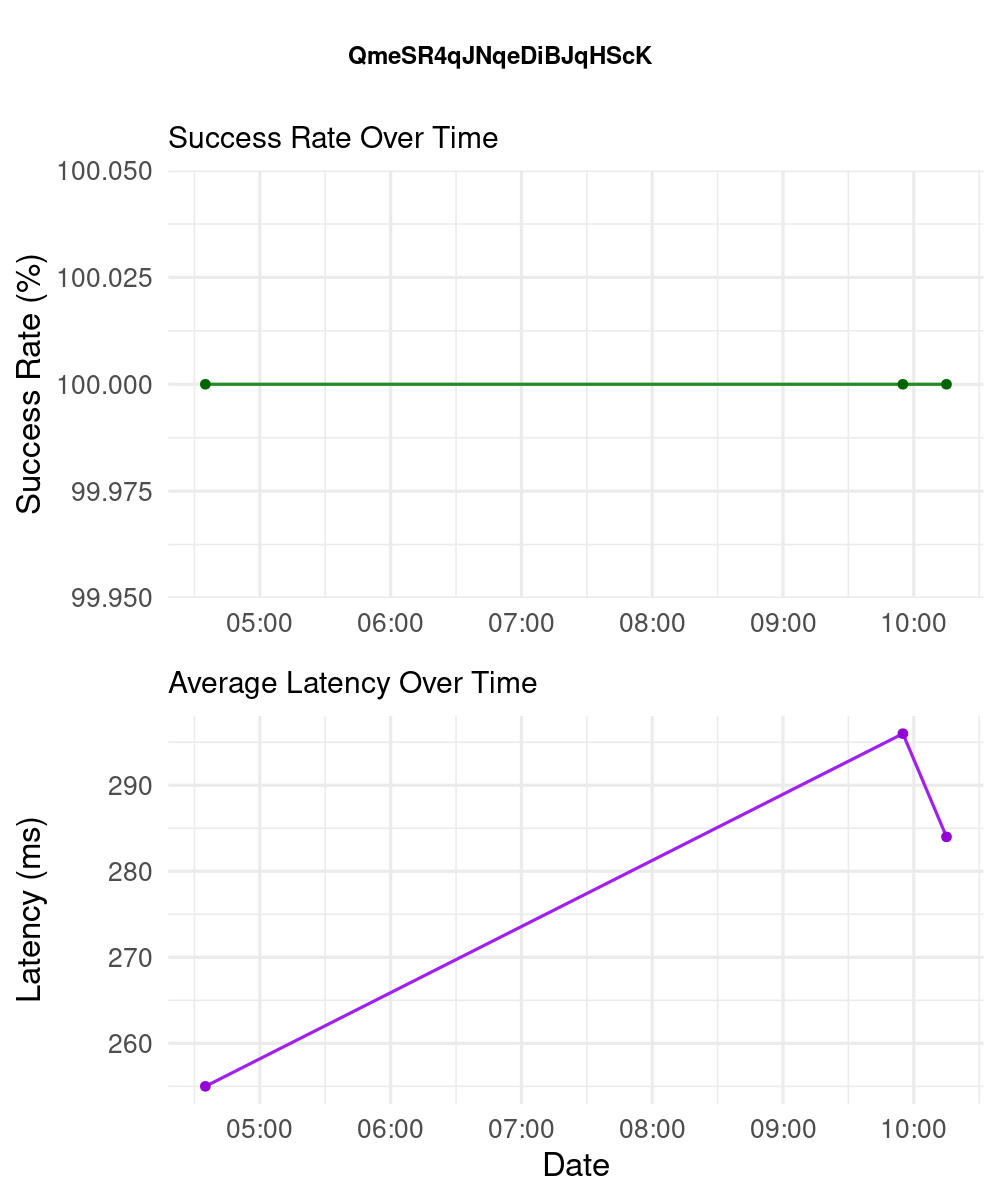 QmeSR4qJNqeDiBJqHScK
Success Rate Over Time
Success Rate (%)
100.050
100.025
100.000
99.975
99.950
05:00 06:00 07:00 08:00 09:00 10:00
Average Latency Over Time
Latency (ms)
290
280
270
260
05:00 06:00 07:00 08:00 09:00 10:00
Date